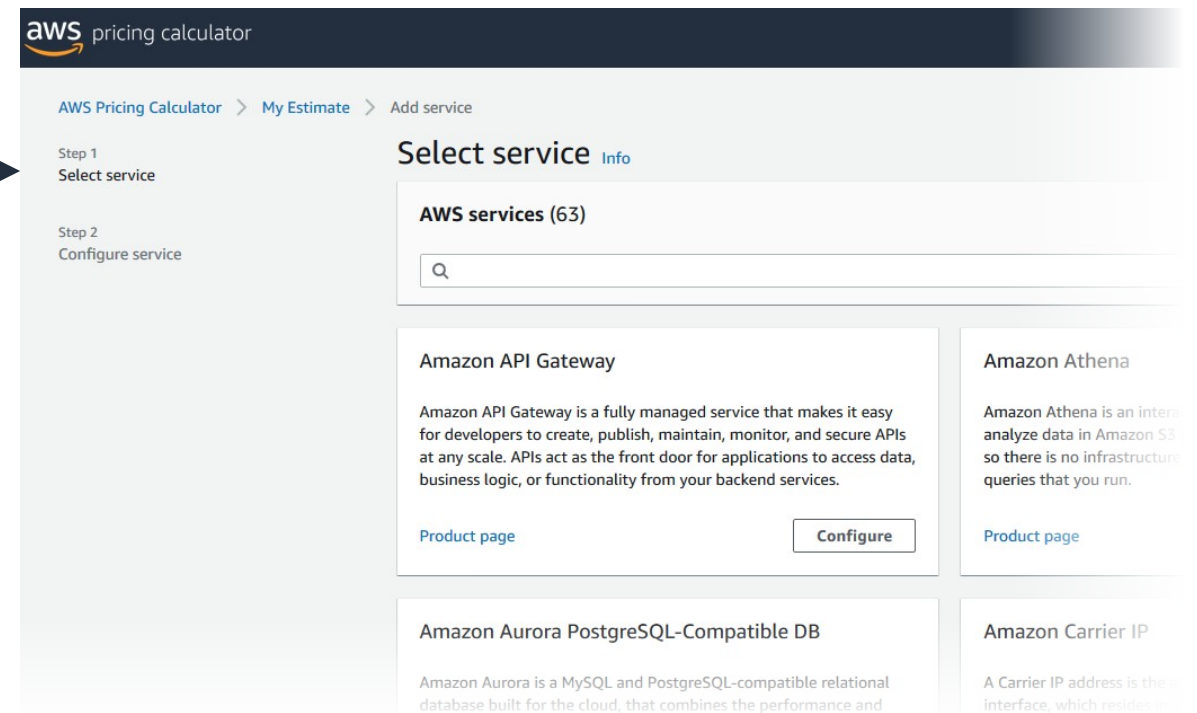 aws pricing calculator
AWS Pricing Calculator > My Estimate > Add service
Step 1
Select service
Step 2
Configure service
Select service Info
AWS services (63)
Amazon API Gateway
Amazon API Gateway is a fully managed service that makes it easy
for developers to create, publish, maintain, monitor, and secure APIs
at any scale. APIs act as the front door for applications to access data,
business logic, or functionality from your backend services.
Product page
Configure
Amazon Athena
Amazon Athena is an
analyze data in Amazon S3
so there is no infrastructure
queries that you run.
Product page
Amazon Aurora PostgreSQL-Compatible DB
Amazon Aurora is a MySQL and PostgreSQL-compatible relational
database built for the cloud, that combines the performance and
Amazon Carrier IP
A Carrier IP address is the
interface, which resides